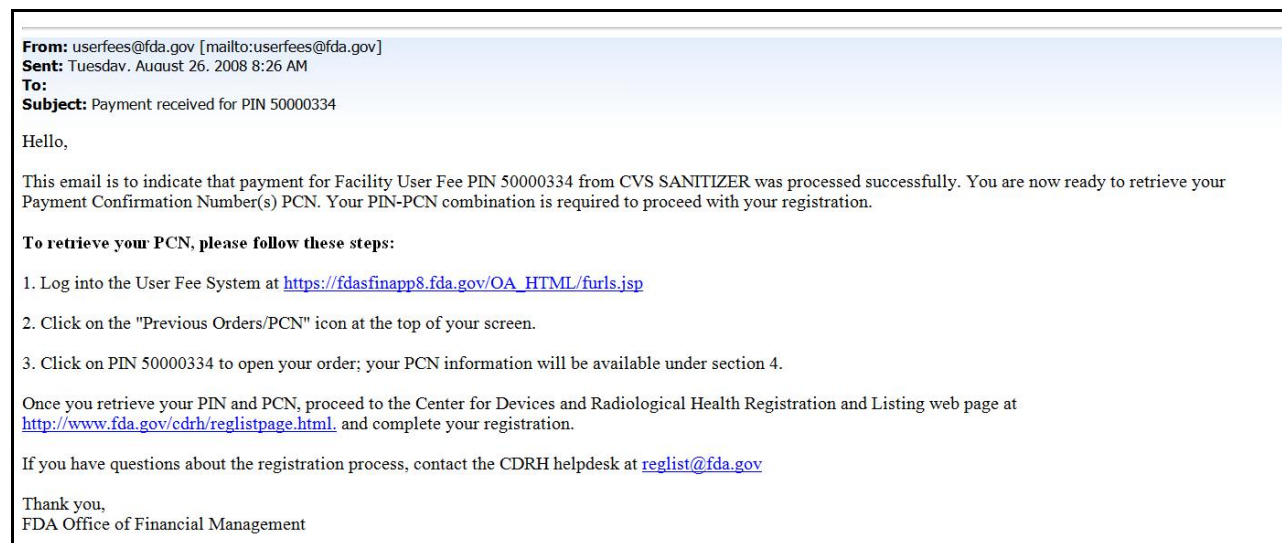 From: userfees@fda.gov [mailto:userfees@fda.gov]
Sent: Tuesday, August 26, 2008 8:26 AM
To:
Subject: Payment received for PIN 50000334
Hello,
This email is to indicate that payment for Facility User Fee PIN 50000334 from CVS SANITIZER was processed successfully. You are now ready to retrieve your
Payment Confirmation Number(s) PCN. Your PIN-PCN combination is required to proceed with your registration.
To retrieve your PCN, please follow these steps:
1. Log into the User Fee System at https://fdasfinapp8.fda.gov/OA_HTML/furls.jsp
2. Click on the "Previous Orders/PCN" icon at the top of your screen.
3. Click on PIN 50000334 to open your order; your PCN information will be available under section 4.
Once you retrieve your PIN and PCN, proceed to the Center for Devices and Radiological Health Registration and Listing web page at
http://www.fda.gov/cdrh/reglistpage.html. and complete your registration.
If you have questions about the registration process, contact the CDRH helpdesk at reglist@fda.gov
Thank you,
FDA Office of Financial Management